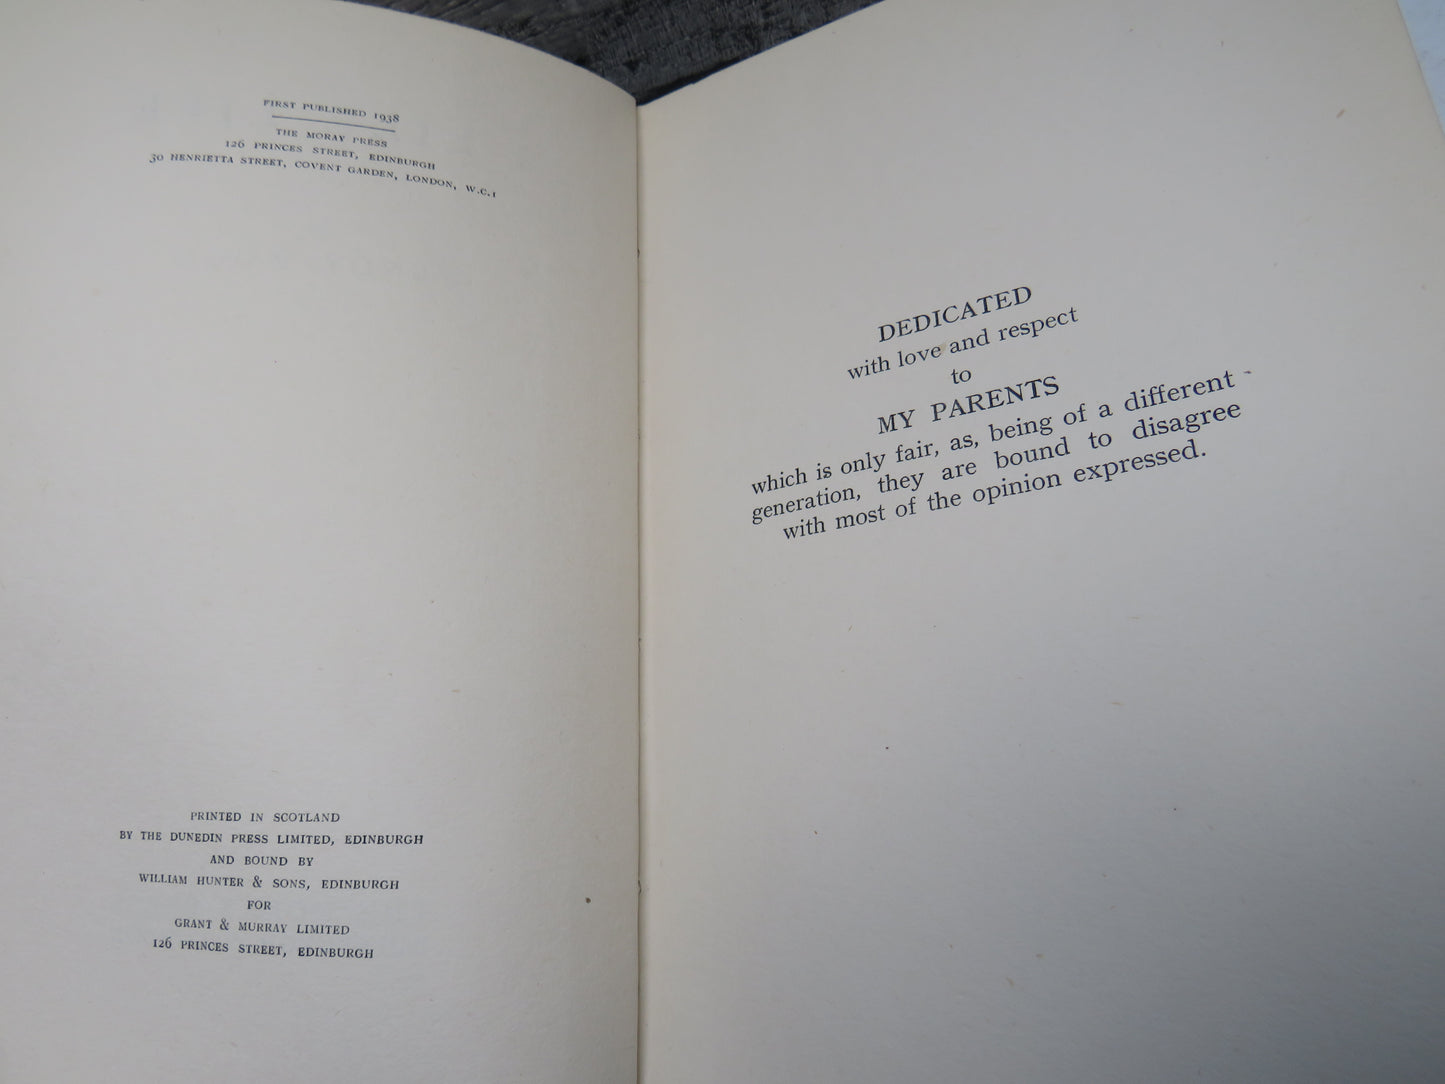 FIRST PUBLISHED 1938
THE MORAY PRESS
126 PRINCES STREET, EDINBURGH
30 HENRIETTA STREET, COVENT GARDEN, LONDON, W.C.1
PRINTED IN SCOTLAND
BY THE DUNEDIN PRESS LIMITED, EDINBURGH
AND BOUND BY
WILLIAM HUNTER & SONS, EDINBURGH
FOR
GRANT & MURRAY LIMITED
126 PRINCES STREET, EDINBURGH
DEDICATED
with love and respect
to
MY PARENTS
which is only fair, as, being of a different
generation, they are bound to disagree
with most of the opinion expressed.